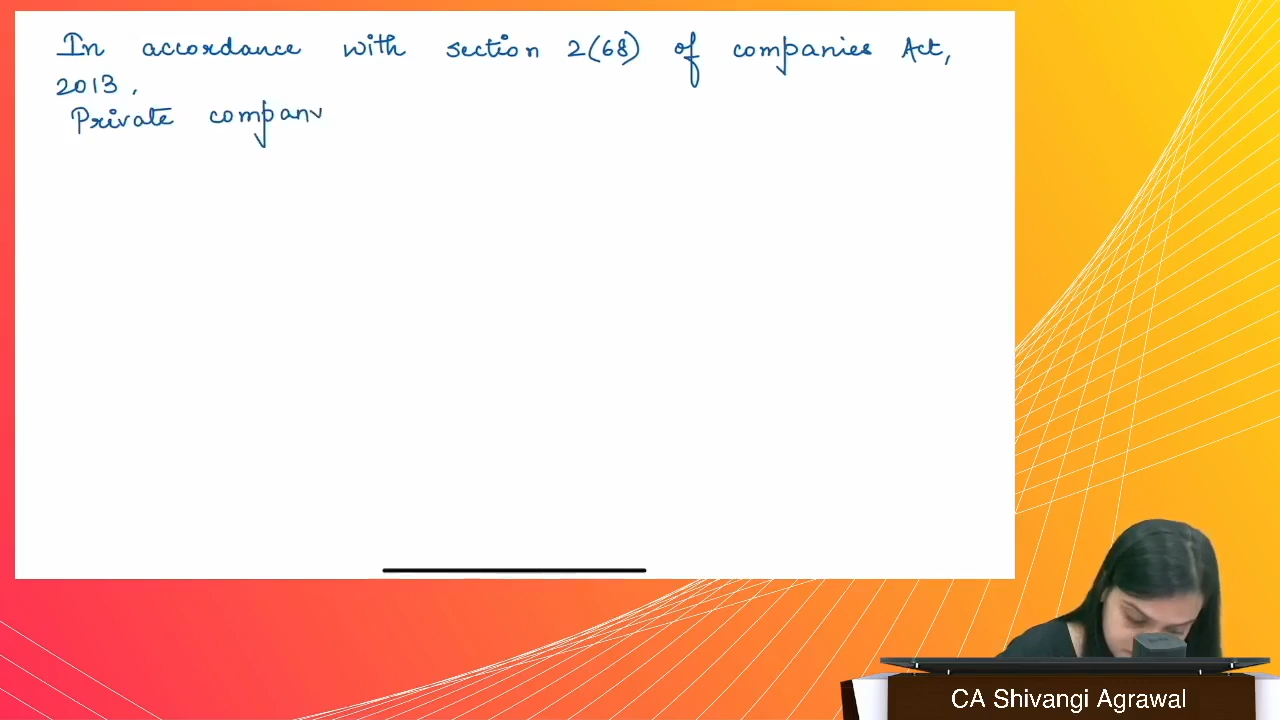 In accordance with section 2(68) of companies Act,
2013.
Private company
CA Shivangi Agrawal